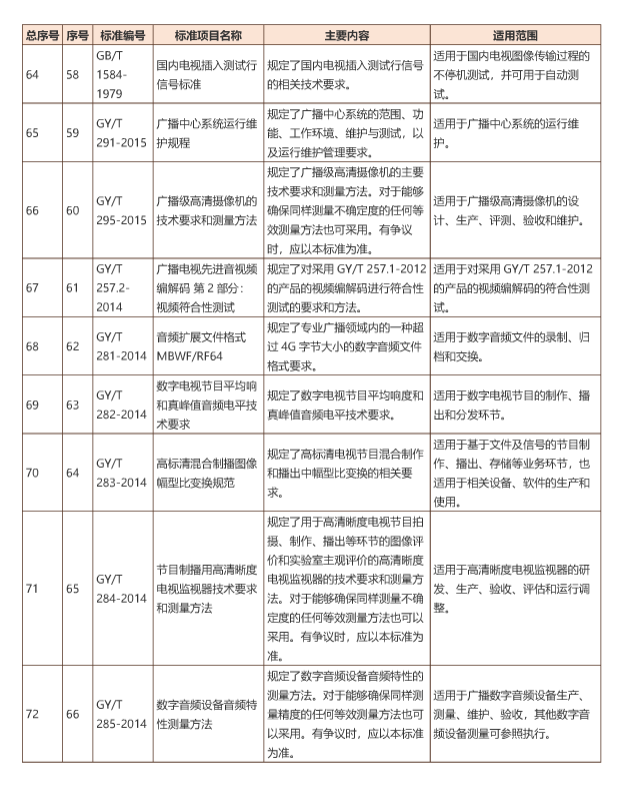 总序号 序号 标准编号 标准项目名称 主要内容 适用范围
64 58 GB/T 1584-1979 国内电视插入测试行信号标准 规定了国内电视插入测试行信号的相关技术要求。 适用于国内电视图像传输过程的不停机测试，并可用于自动测试。
65 59 GY/T 291-2015 广播中心系统运行维护规程 规定了广播中心系统的范围、功能、工作环境、维护与测试，以及运行维护管理要求。 适用于广播中心系统的运行维护。
66 60 GY/T 295-2015 广播级高清摄像机的技术要求和测量方法 规定了广播级高清摄像机的主要技术要求和测量方法。对于能够确保同样测量不确定度的任何等效测量方法也可采用。有争议时，应以本标准为准。 适用于广播级高清摄像机的设计、生产、评测、验收和维护。
67 61 GY/T 257.2-2014 广播电视先进音视频编解码 第 2 部分：视频符合性测试 规定了对采用 GY/T 257.1-2012 的产品的视频编解码进行符合性测试的要求和方法。 适用于对采用 GY/T 257.1-2012 的产品的视频编解码的符合性测试。
68 62 GY/T 281-2014 音频扩展文件格式 MBWF/RF64 规定了专业广播领域内的一种超过 4G 字节大小的数字音频文件格式要求。 适用于数字音频文件的录制、归档和交换。
69 63 GY/T 282-2014 数字电视节目平均响和真峰值音频电平技术要求 规定了数字电视节目平均响度和真峰值音频电平技术要求。 适用于数字电视节目的制作、播出和分发环节。
70 64 GY/T 283-2014 高标清混合制播图像幅型比变换规范 规定了高标清电视节目混合制作和播出中幅型比变换的相关要求。 适用于基于文件及信号的节目制作、播出、存储等业务环节，也适用于相关设备、软件的生产和使用。
71 65 GY/T 284-2014 节目制播用高清晰度电视监视器技术要求和测量方法 规定了用于高清晰度电视节目拍摄、制作、播出等环节的图像评价和实验室主观评价的高清晰度电视监视器的技术要求和测量方法。对于能够确保同样测量不确定度的任何等效测量方法也可以采用。有争议时，应以本标准为准。 适用于高清晰度电视监视器的研发、生产、验收、评估和运行调整。
72 66 GY/T 285-2014 数字音频设备音频特性测量方法 规定了数字音频设备音频特性的测量方法。对于能够确保同样测量精度的任何等效测量方法也可以采用。有争议时，应以本标准为准。 适用于广播数字音频设备生产、测量、维护、验收，其他数字音频设备测量可参照执行。